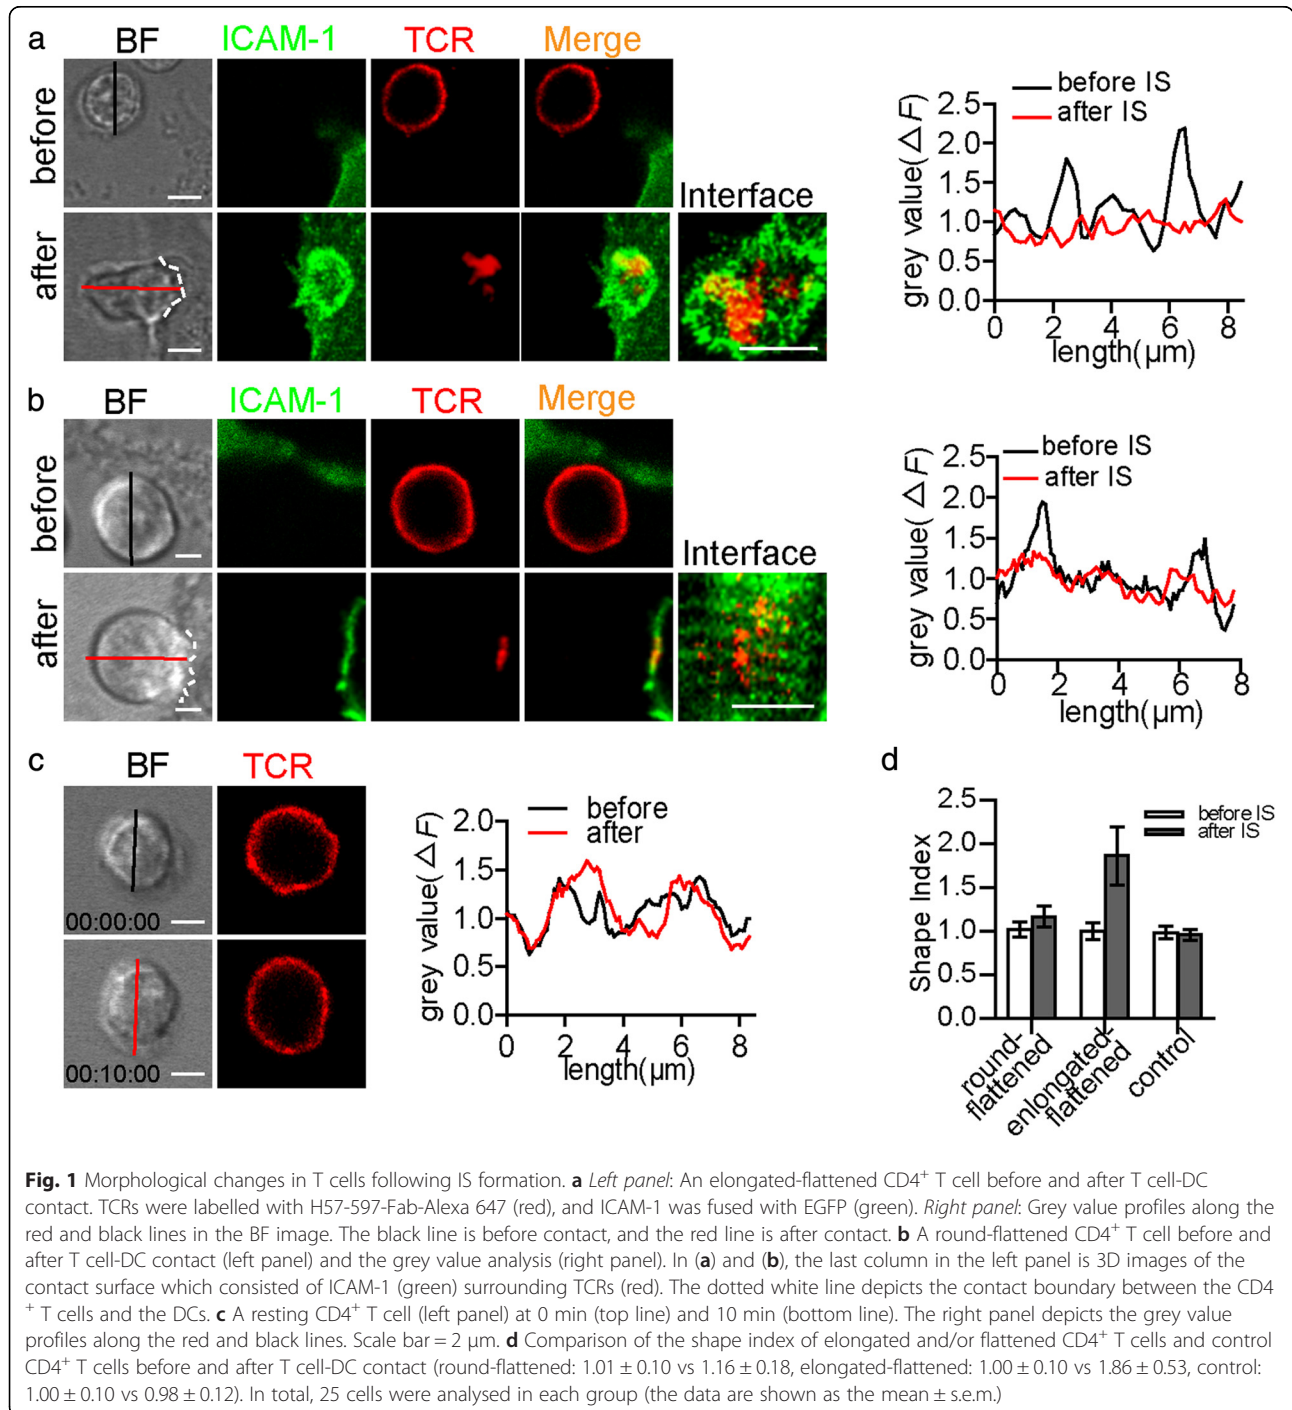 a
BF
ICAM-1
TCR
Merge
before
after
Interface
before IS
after IS
grey value(△F)
2.5
2.0
1.5
1.0
0.5
0.0
0 2 4 6 8
length(μm)
b
BF
ICAM-1
TCR
Merge
before
after
Interface
before IS
after IS
grey value(△F)
2.5
2.0
1.5
1.0
0.5
0.0
0 2 4 6 8
length(μm)
c
BF
TCR
00:00:00
00:10:00
before
after
grey value(△F)
2.0
1.5
1.0
0.5
0.0
0 2 4 6 8
length(μm)
d
before IS
after IS
Shape Index
2.5
2.0
1.5
1.0
0.5
0.0
round-
flattened
enlongated-
flattened
control
Fig. 1 Morphological changes in T cells following IS formation. a Left panel: An elongated-flattened CD4+ T cell before and after T cell-DC
contact. TCRs were labelled with H57-597-Fab-Alexa 647 (red), and ICAM-1 was fused with EGFP (green). Right panel: Grey value profiles along the
red and black lines in the BF image. The black line is before contact, and the red line is after contact. b A round-flattened CD4+ T cell before and
after T cell-DC contact (left panel) and the grey value analysis (right panel). In (a) and (b), the last column in the left panel is 3D images of the
contact surface which consisted of ICAM-1 (green) surrounding TCRs (red). The dotted white line depicts the contact boundary between the CD4
+ T cells and the DCs. c A resting CD4+ T cell (left panel) at 0 min (top line) and 10 min (bottom line). The right panel depicts the grey value
profiles along the red and black lines. Scale bar = 2 μm. d Comparison of the shape index of elongated and/or flattened CD4+ T cells and control
CD4+ T cells before and after T cell-DC contact (round-flattened: 1.01 ± 0.10 vs 1.16 ± 0.18, elongated-flattened: 1.00 ± 0.10 vs 1.86 ± 0.53, control:
1.00 ± 0.10 vs 0.98 ± 0.12). In total, 25 cells were analysed in each group (the data are shown as the mean ± s.e.m.)